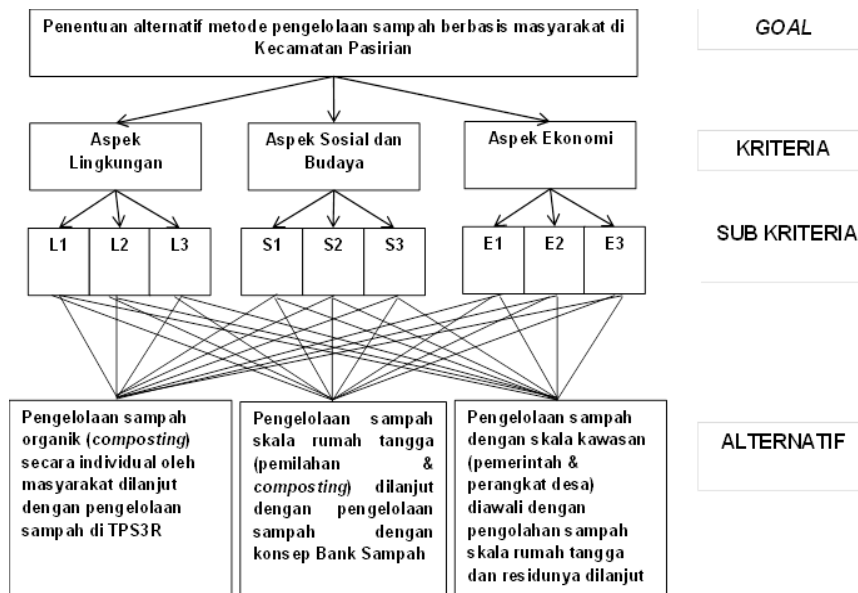 Penentuan alternatif metode pengelolaan sampah berbasis masyarakat di
Kecamatan Pasirian
GOAL
Aspek
Lingkungan
Aspek Sosial dan
Budaya
Aspek Ekonomi
KRITERIA
L1
L2
L3
S1
S2
S3
E1
E2
E3
SUB KRITERIA
Pengelolaan sampah
organik (composting)
secara individual oleh
masyarakat dilanjut
dengan pengelolaan
sampah di TPS3R
Pengelolaan sampah
skala rumah tangga
(pemilahan &
composting) dilanjut
dengan pengelolaan
sampah dengan
konsep Bank Sampah
Pengelolaan sampah
dengan skala kawasan
(pemerintah &
perangkat desa)
diawali dengan
pengolahan sampah
skala rumah tangga
dan residunya dilanjut
ALTERNATIF